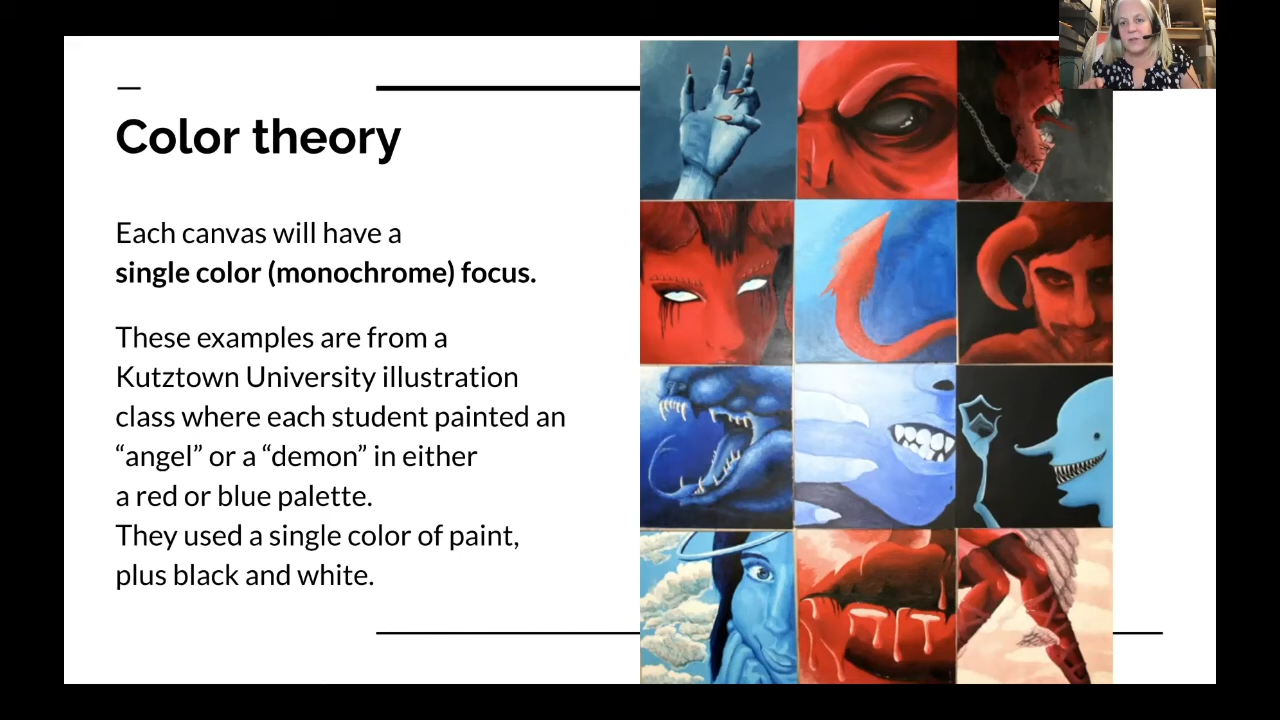 Color theory
Each canvas will have a
single color (monochrome) focus.
These examples are from a
Kutztown University illustration
class where each student painted an
“angel” or a “demon” in either
a red or blue palette.
They used a single color of paint,
plus black and white.